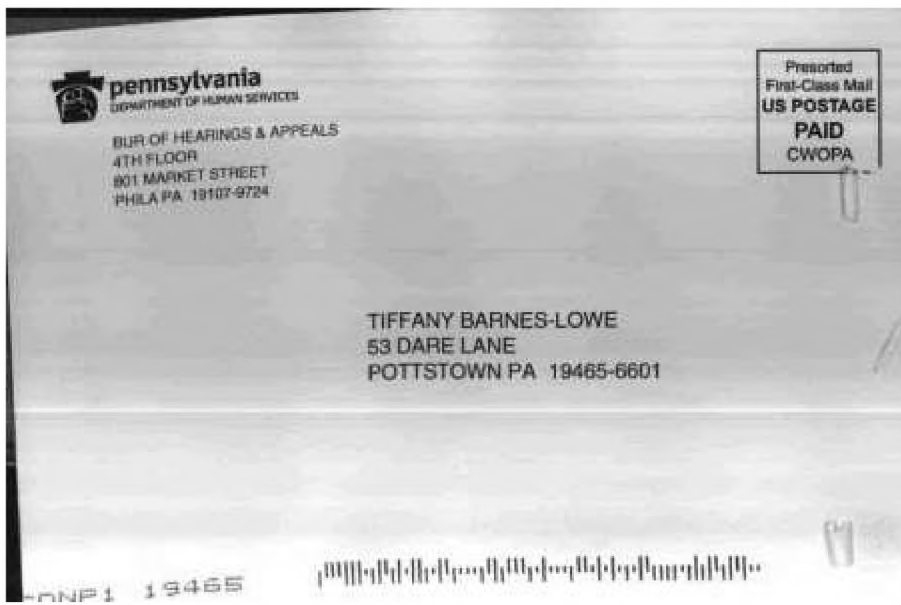 pennsylvania
DEPARTMENT OF HUMAN SERVICES
BUR OF HEARINGS & APPEALS
4TH FLOOR
801 MARKET STREET
PHILA PA 19107-9724
Presorted
First-Class Mail
US POSTAGE
PAID
CWOPA
TIFFANY BARNES-LOWE
53 DARE LANE
POTTSTOWN PA 19465-6601
19465